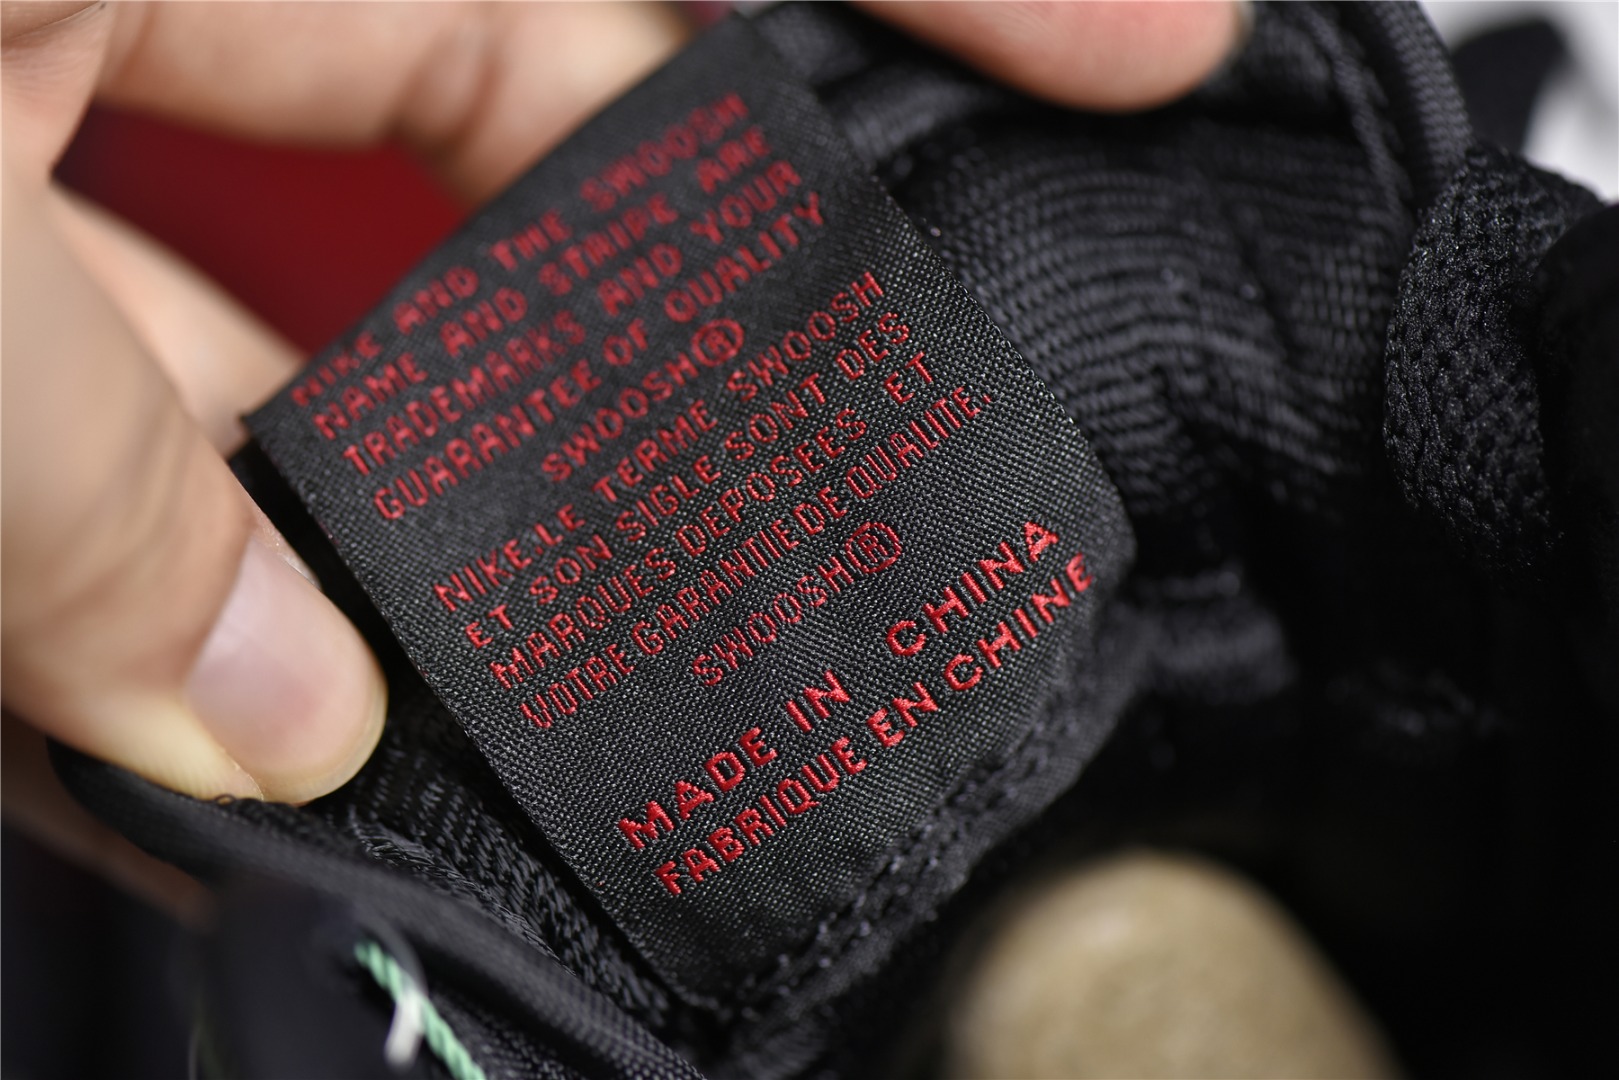 NIKE AND THE SWOOSH
NAME AND STRIPE ARE
TRADEMARKS AND YOUR
GUARANTEE OF QUALITY
SWOOSH®
NIKE.LE TERME SWOOSH
ET SON SIGLE SONT DES
MARQUES DEPOSEES ET
VOTRE GARANTIE DE QUALITE.
SWOOSH®
MADE IN CHINA
FABRIQUE EN CHINE